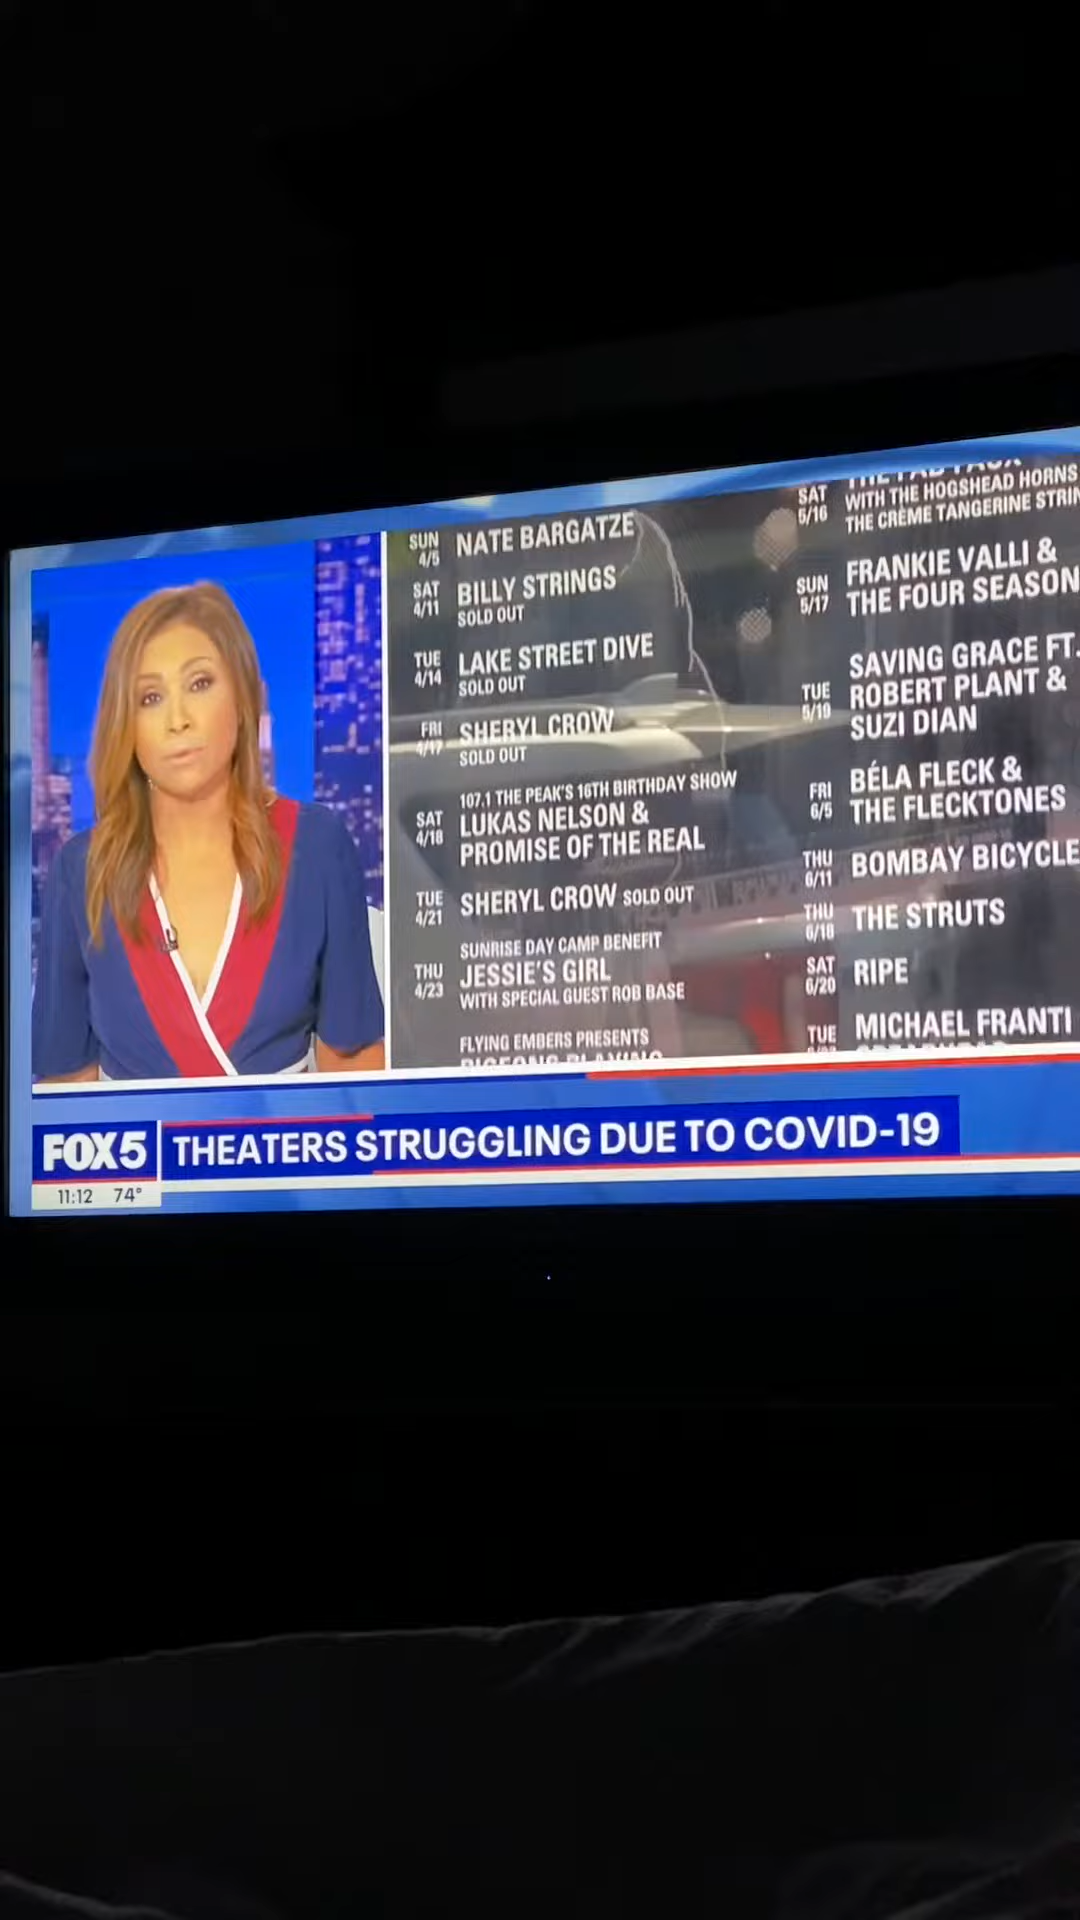 SUN 4/5 NATE BARGATZE
SAT 4/11 BILLY STRINGS
SOLD OUT
TUE 4/14 LAKE STREET DIVE
SOLD OUT
FRI 4/17 SHERYL CROW
SOLD OUT
107.1 THE PEAK'S 16TH BIRTHDAY SHOW
SAT 4/18 LUKAS NELSON &
PROMISE OF THE REAL
TUE 4/21 SHERYL CROW SOLD OUT
SUNRISE DAY CAMP BENEFIT
THU 4/23 JESSIE'S GIRL
WITH SPECIAL GUEST ROB BASE
FLYING EMBERS PRESENTS
SAT 5/16
WITH THE HOGSHEAD HORNS
THE CRÈME TANGERINE STRIN
SUN 5/17 FRANKIE VALLI &
THE FOUR SEASON
SAVING GRACE FT.
TUE 5/19 ROBERT PLANT &
SUZI DIAN
FRI 6/5 BÉLA FLECK &
THE FLECKTONES
THU 6/11 BOMBAY BICYCLE
THU 6/18 THE STRUTS
SAT 6/20 RIPE
TUE MICHAEL FRANTI
FOX5 THEATERS STRUGGLING DUE TO COVID-19
11:12 74°